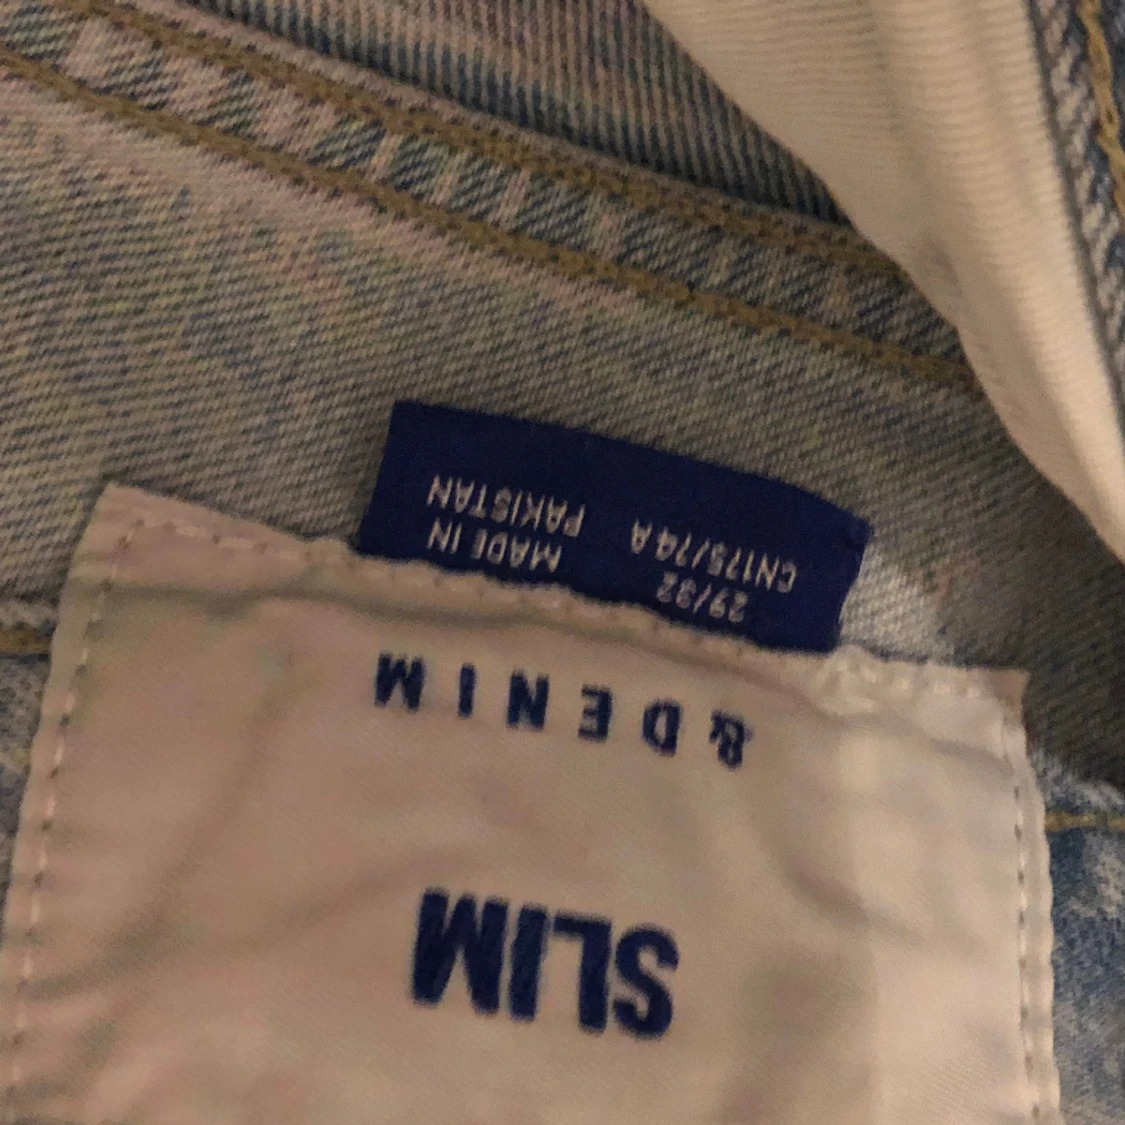 SLIM
& DENIM
29/32
CN175/74A
MADE IN
PAKISTAN